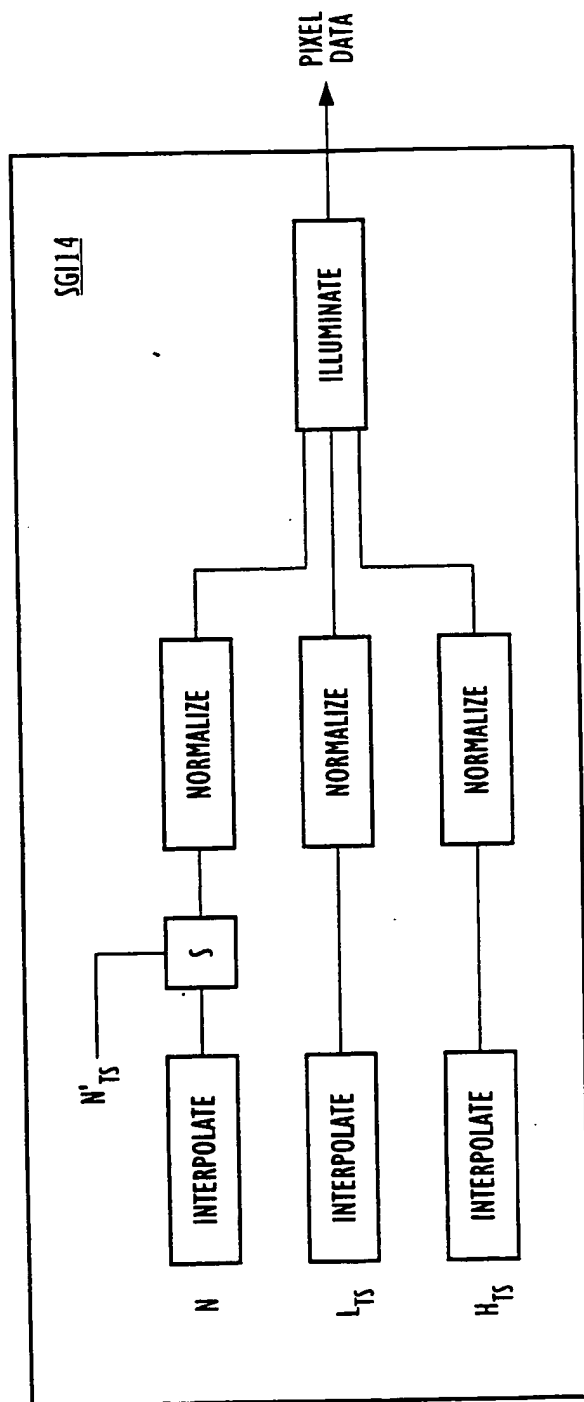 SGI14
N'TS
N
INTERPOLATE
S
NORMALIZE
LTS
INTERPOLATE
NORMALIZE
ILLUMINATE
PIXEL
DATA
HTS
INTERPOLATE
NORMALIZE